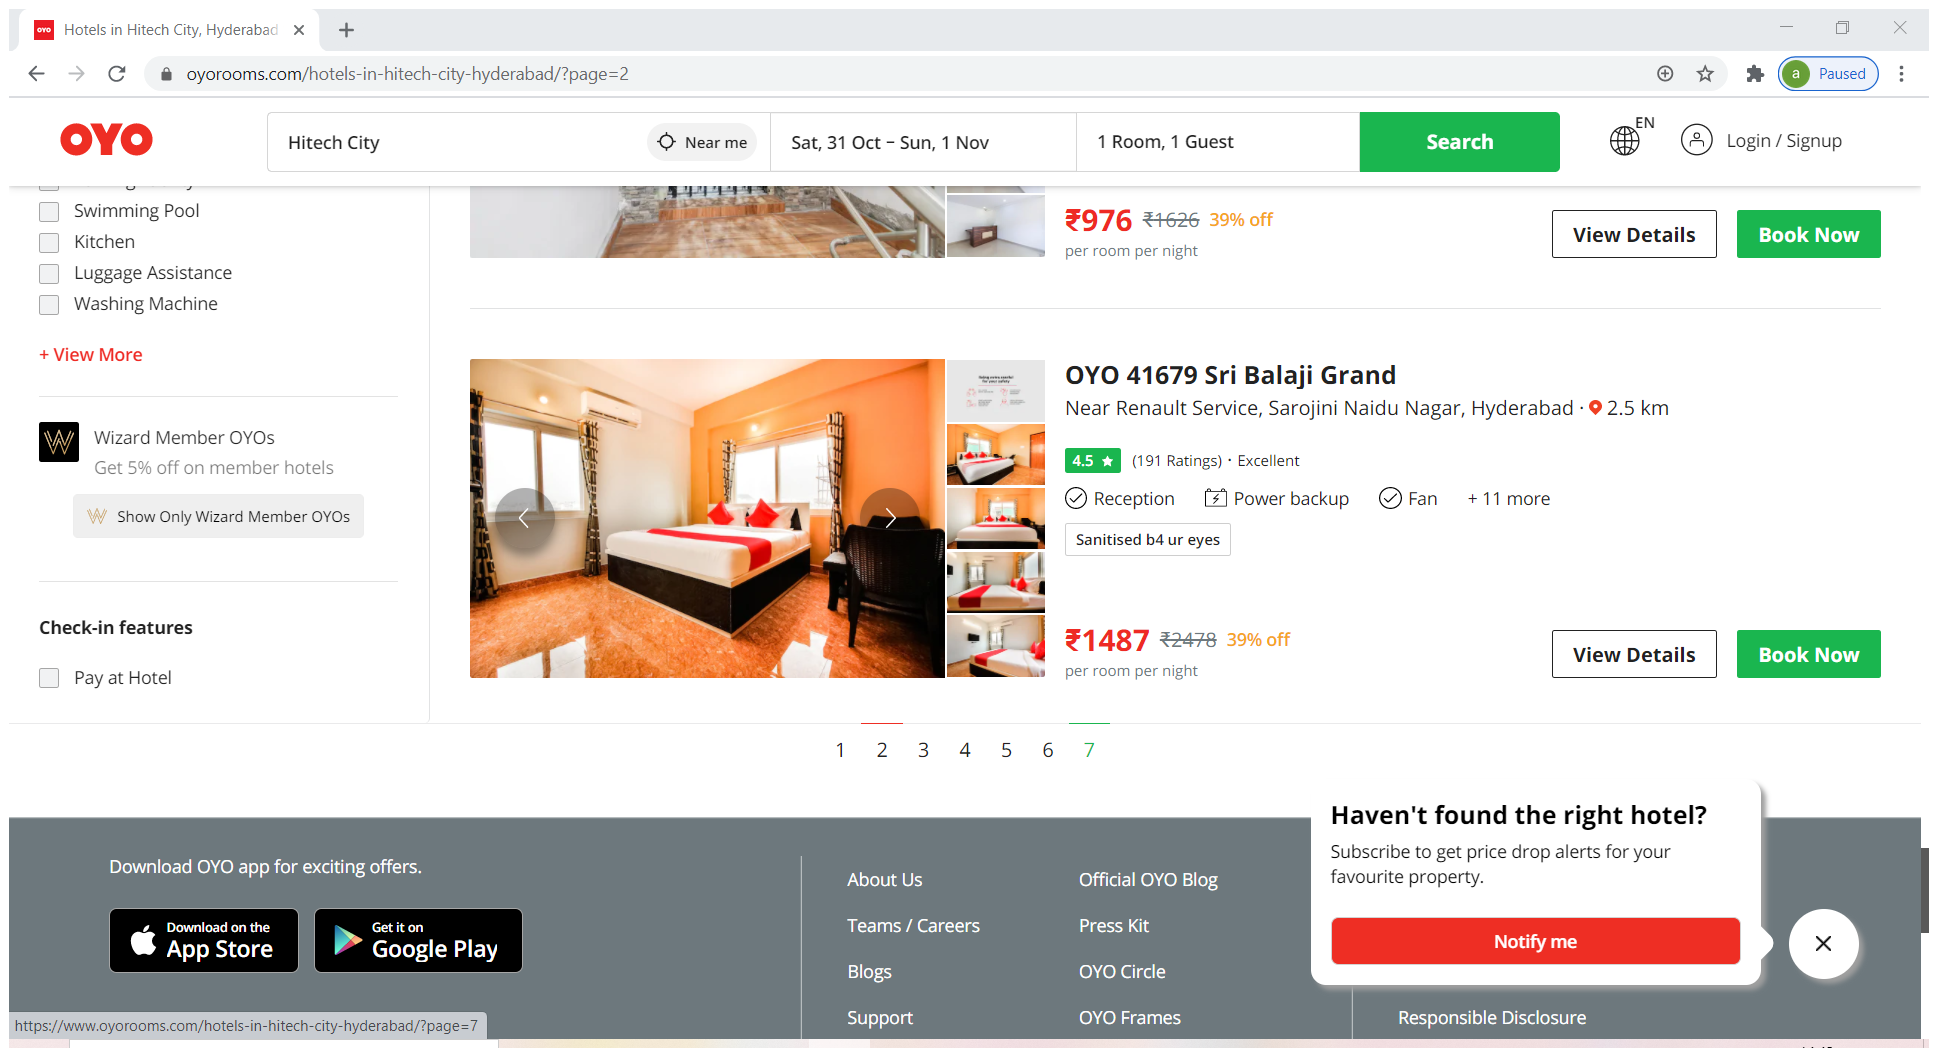 OYO
Hotels in Hitech City, Hyderabad
oyorooms.com/hotels-in-hitech-city-hyderabad/?page=2
a
Paused
OYO
Hitech City
Near me
Sat, 31 Oct – Sun, 1 Nov
1 Room, 1 Guest
Search
EN
Login / Signup
Swimming Pool
Kitchen
Luggage Assistance
Washing Machine
+ View More
W
Wizard Member OYOs
Get 5% off on member hotels
W Show Only Wizard Member OYOs
Check-in features
Pay at Hotel
₹976 ₹1626 39% off
per room per night
View Details
Book Now
OYO 41679 Sri Balaji Grand
Near Renault Service, Sarojini Naidu Nagar, Hyderabad · 2.5 km
4.5 ★ (191 Ratings) · Excellent
Reception Power backup Fan + 11 more
Sanitised b4 ur eyes
₹1487 ₹2478 39% off
per room per night
View Details
Book Now
1 2 3 4 5 6 7
Haven't found the right hotel?
Subscribe to get price drop alerts for your
favourite property.
Notify me
Download OYO app for exciting offers.
Download on the
App Store
Get it on
Google Play
About Us
Teams / Careers
Blogs
Support
Official OYO Blog
Press Kit
OYO Circle
OYO Frames
Responsible Disclosure
https://www.oyorooms.com/hotels-in-hitech-city-hyderabad/?page=7